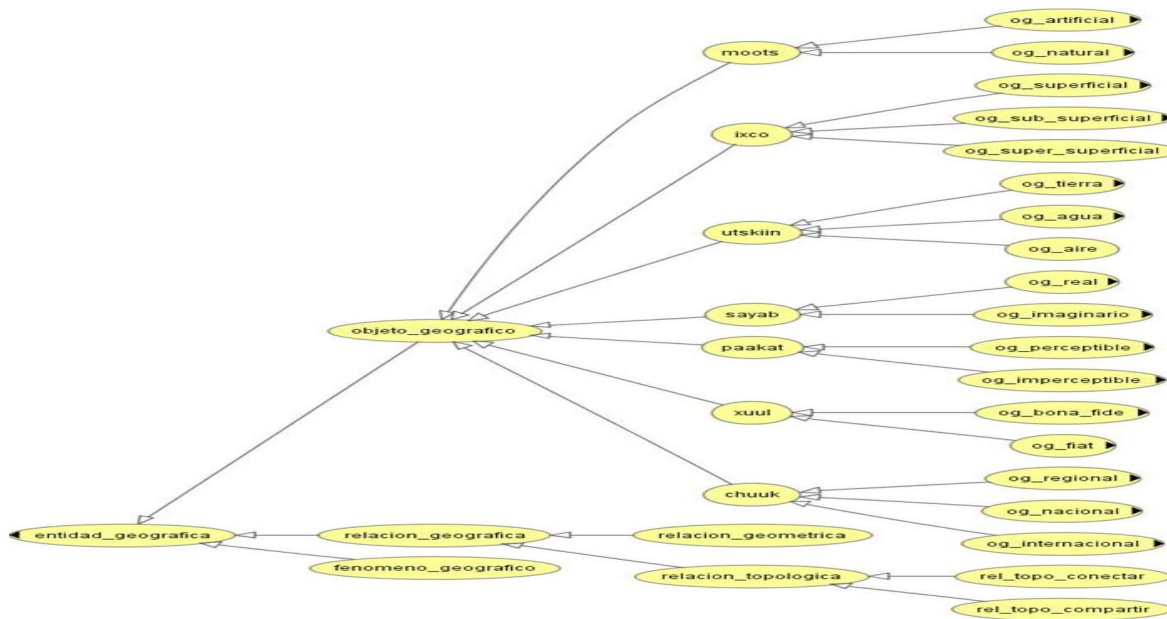 og_artificial
moots
og_natural
og_superficial
og_sub_superficial
ixco
og_super_superficial
og_tierra
og_agua
utskiin
og_aire
og_real
sayab
og_imaginario
objeto_geografico
paakat
og_perceptible
og_imperceptible
xuul
og_bona_fide
og_fiat
og_regional
chuuk
og_nacional
entidad_geografica
relacion_geografica
relacion_geometrica
og_internacional
fenomeno_geografico
relacion_topologica
rel_topo_conectar
rel_topo_compartir